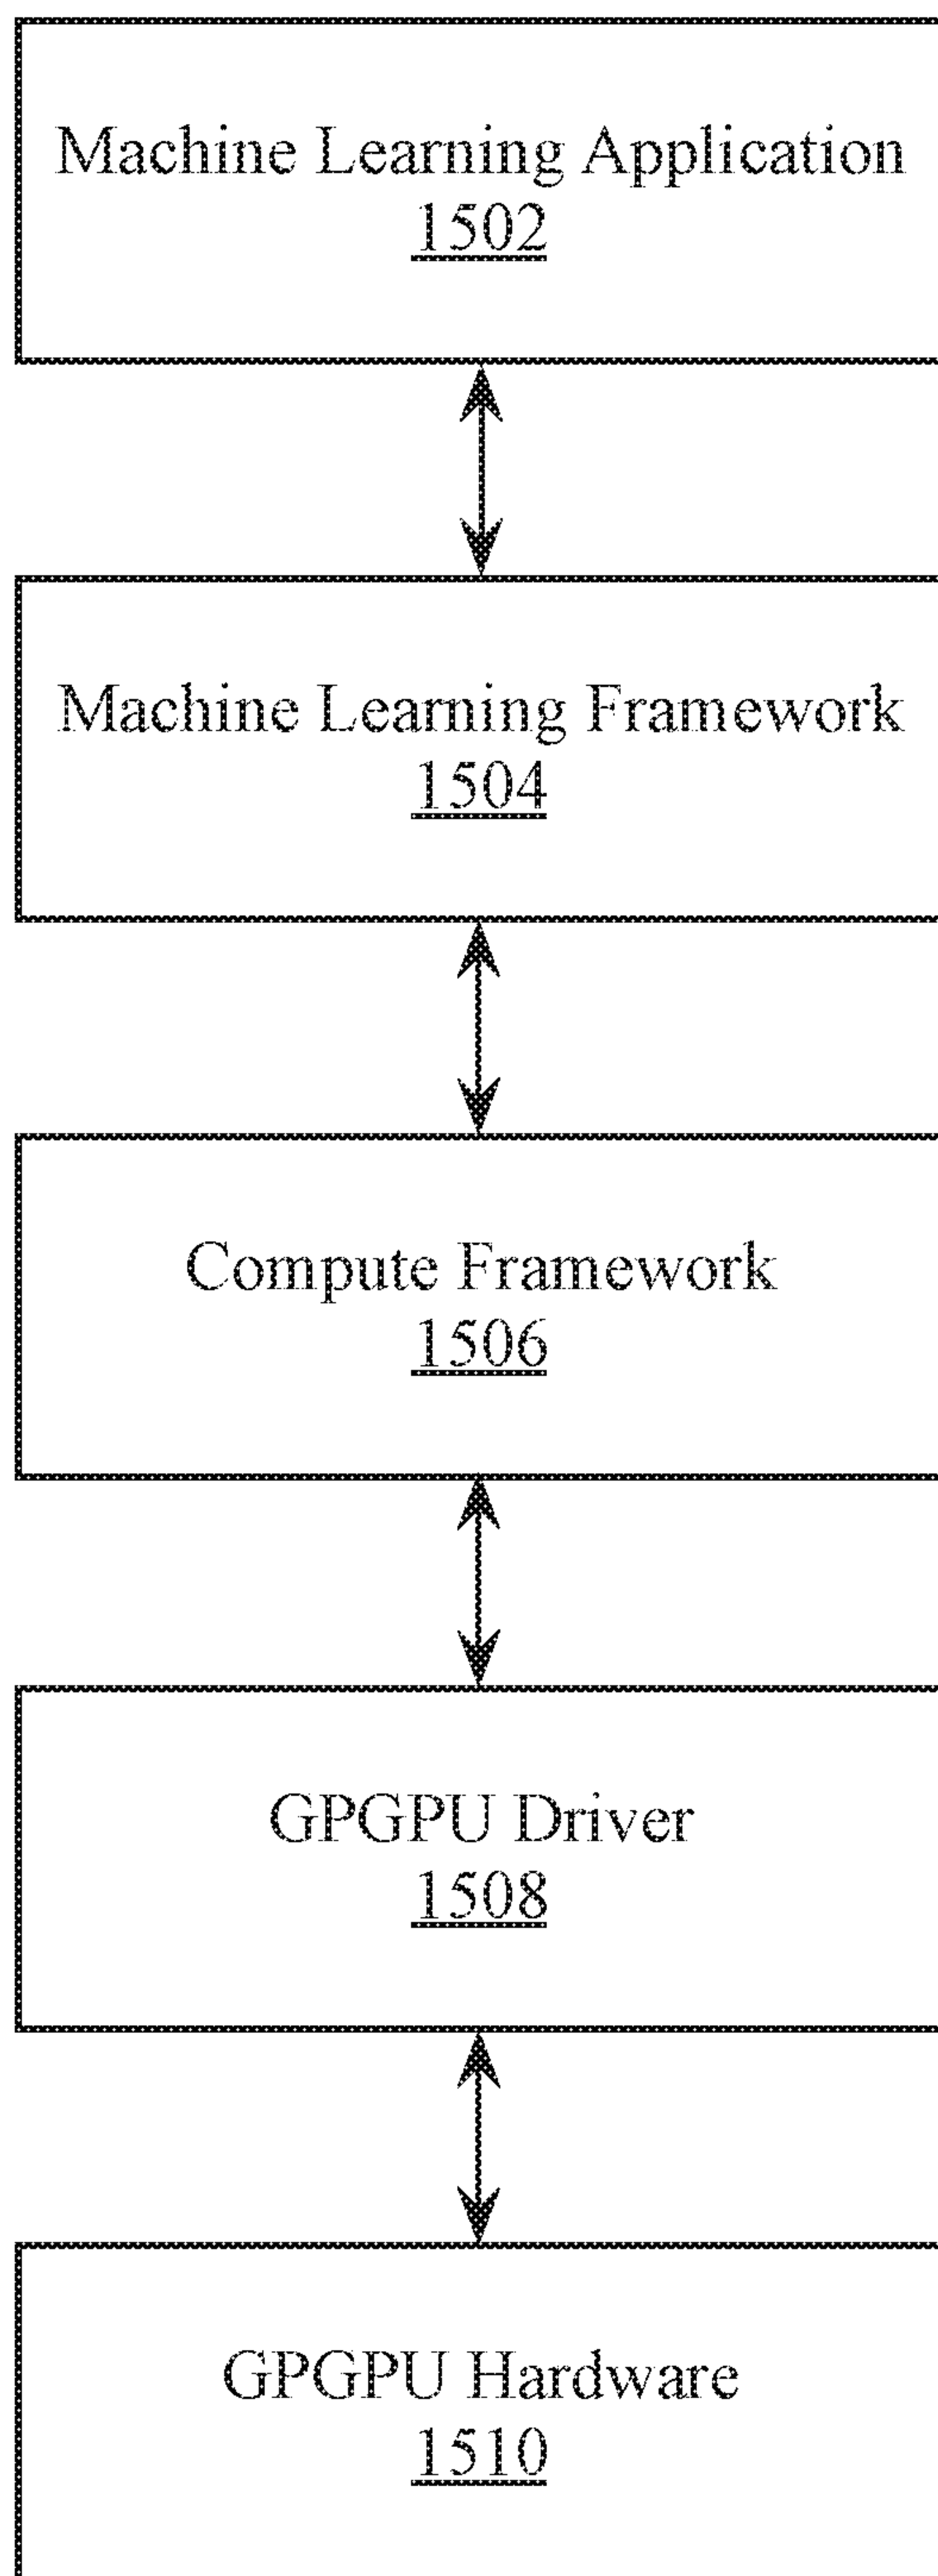 Machine Learning Application
1502
Machine Learning Framework
1504
Compute Framework
1506
GPGPU Driver
1508
GPGPU Hardware
1510